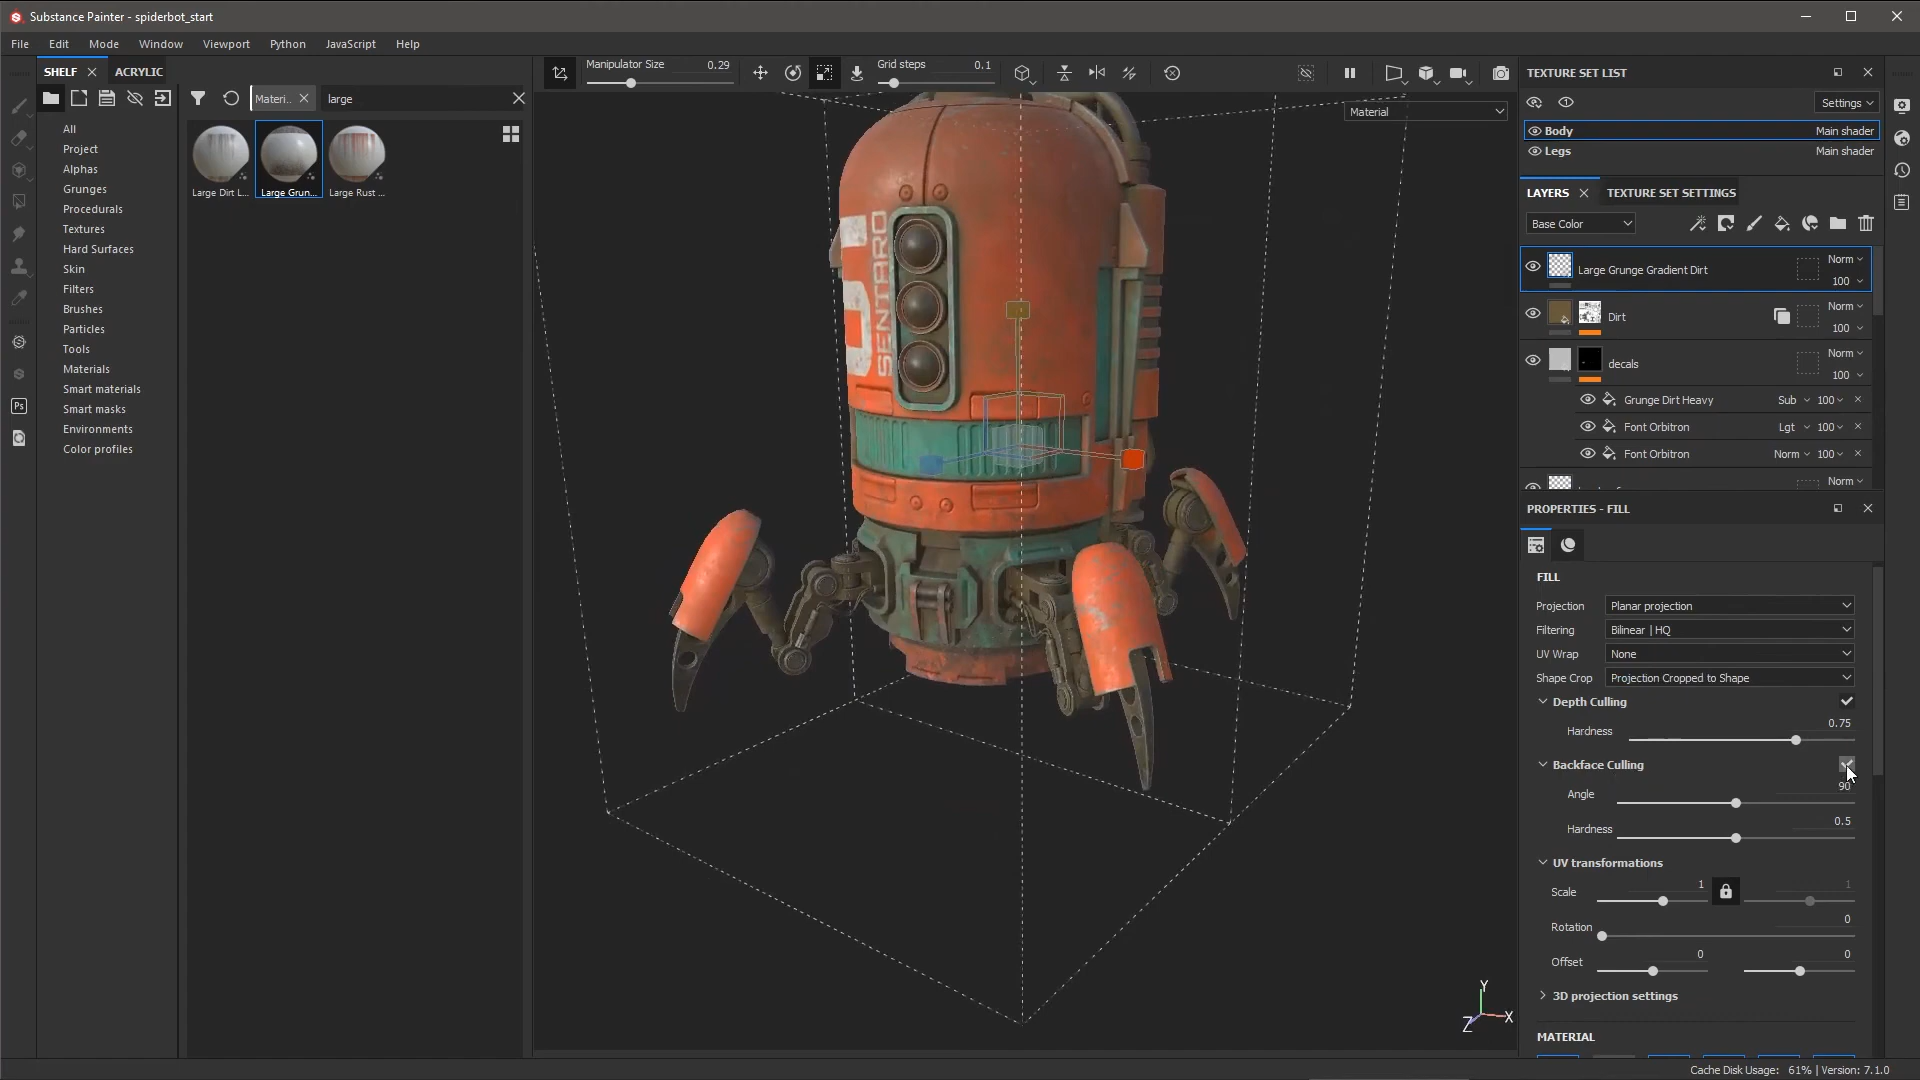 Substance Painter - spiderbot_start
File Edit Mode Window Viewport Python JavaScript Help
SHELF ACRYLIC
Materi.. large
All
Project
Alphas
Grunges
Procedurals
Textures
Hard Surfaces
Skin
Filters
Brushes
Particles
Tools
Materials
Smart materials
Smart masks
Environments
Color profiles
Large Dirt L... Large Grun... Large Rust ...
Manipulator Size 0.29
Grid steps 0.1
Material
SENTARO
Y
Z X
TEXTURE SET LIST
Settings
Body Main shader
Legs Main shader
LAYERS TEXTURE SET SETTINGS
Base Color
Large Grunge Gradient Dirt Norm 100
Dirt Norm 100
decals Norm 100
Grunge Dirt Heavy Sub 100
Font Orbitron Lgt 100
Font Orbitron Norm 100
Norm
PROPERTIES - FILL
FILL
Projection Planar projection
Filtering Bilinear | HQ
UV Wrap None
Shape Crop Projection Cropped to Shape
Depth Culling
Hardness 0.75
Backface Culling
Angle 90
Hardness 0.5
UV transformations
Scale 1 1
Rotation 0
Offset 0 0
3D projection settings
MATERIAL
Ps
Cache Disk Usage: 61% | Version: 7.1.0